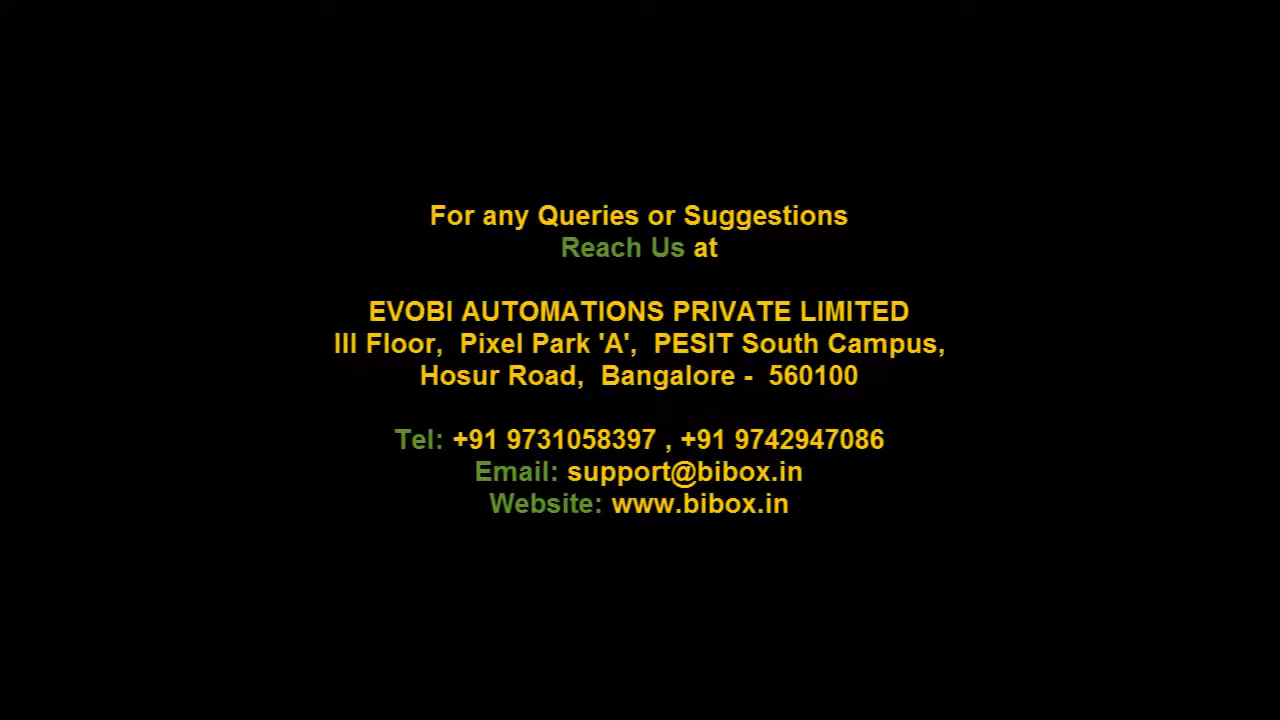 For any Queries or Suggestions
Reach Us at
EVOBI AUTOMATIONS PRIVATE LIMITED
III Floor,  Pixel Park 'A',  PESIT South Campus,
Hosur Road,  Bangalore -  560100
Tel: +91 9731058397 , +91 9742947086
Email: support@bibox.in
Website: www.bibox.in